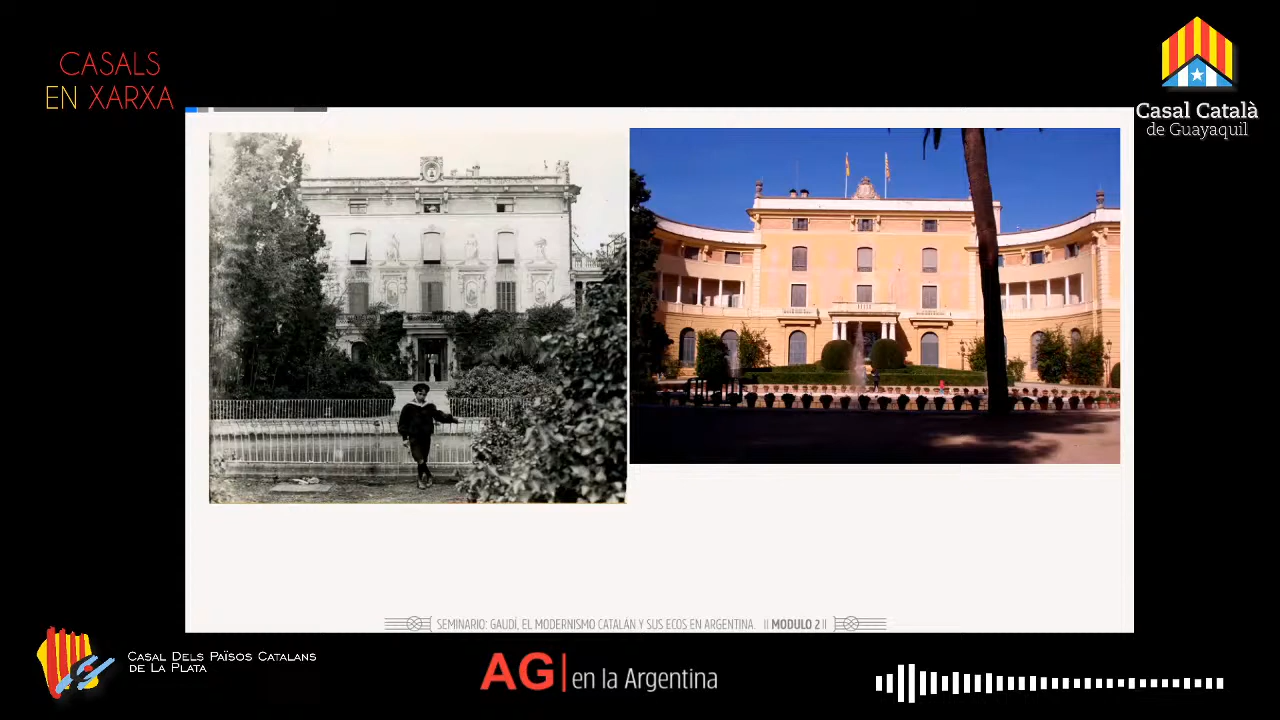 CASALS
EN XARXA
Casal Català
de Guayaquil
SEMINARIO: GAUDÍ, EL MODERNISMO CATALÁN Y SUS ECOS EN ARGENTINA. || MODULO 2 ||
CASAL DELS PAÏSOS CATALANS
DE LA PLATA
AG | en la Argentina